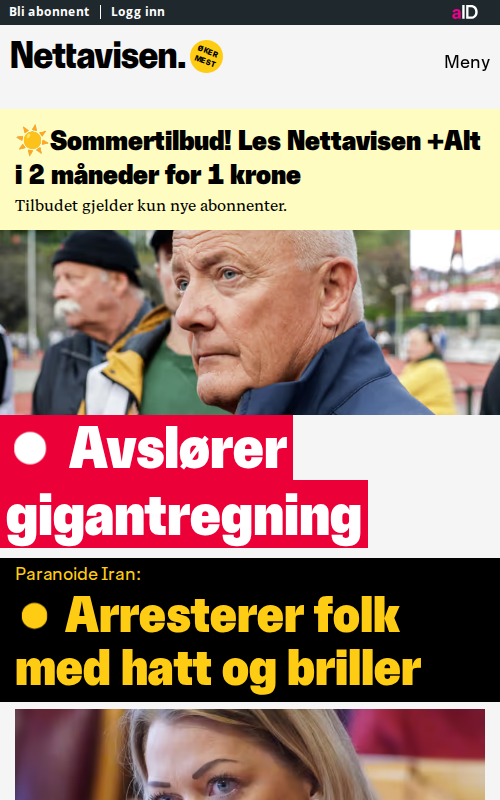 Bli abonnent | Logg inn
aID
Nettavisen.
ØKER
MEST
Meny
☀️Sommertilbud! Les Nettavisen +Alt
i 2 måneder for 1 krone
Tilbudet gjelder kun nye abonnenter.
Avslører
gigantregning
Paranoide Iran:
Arresterer folk
med hatt og briller